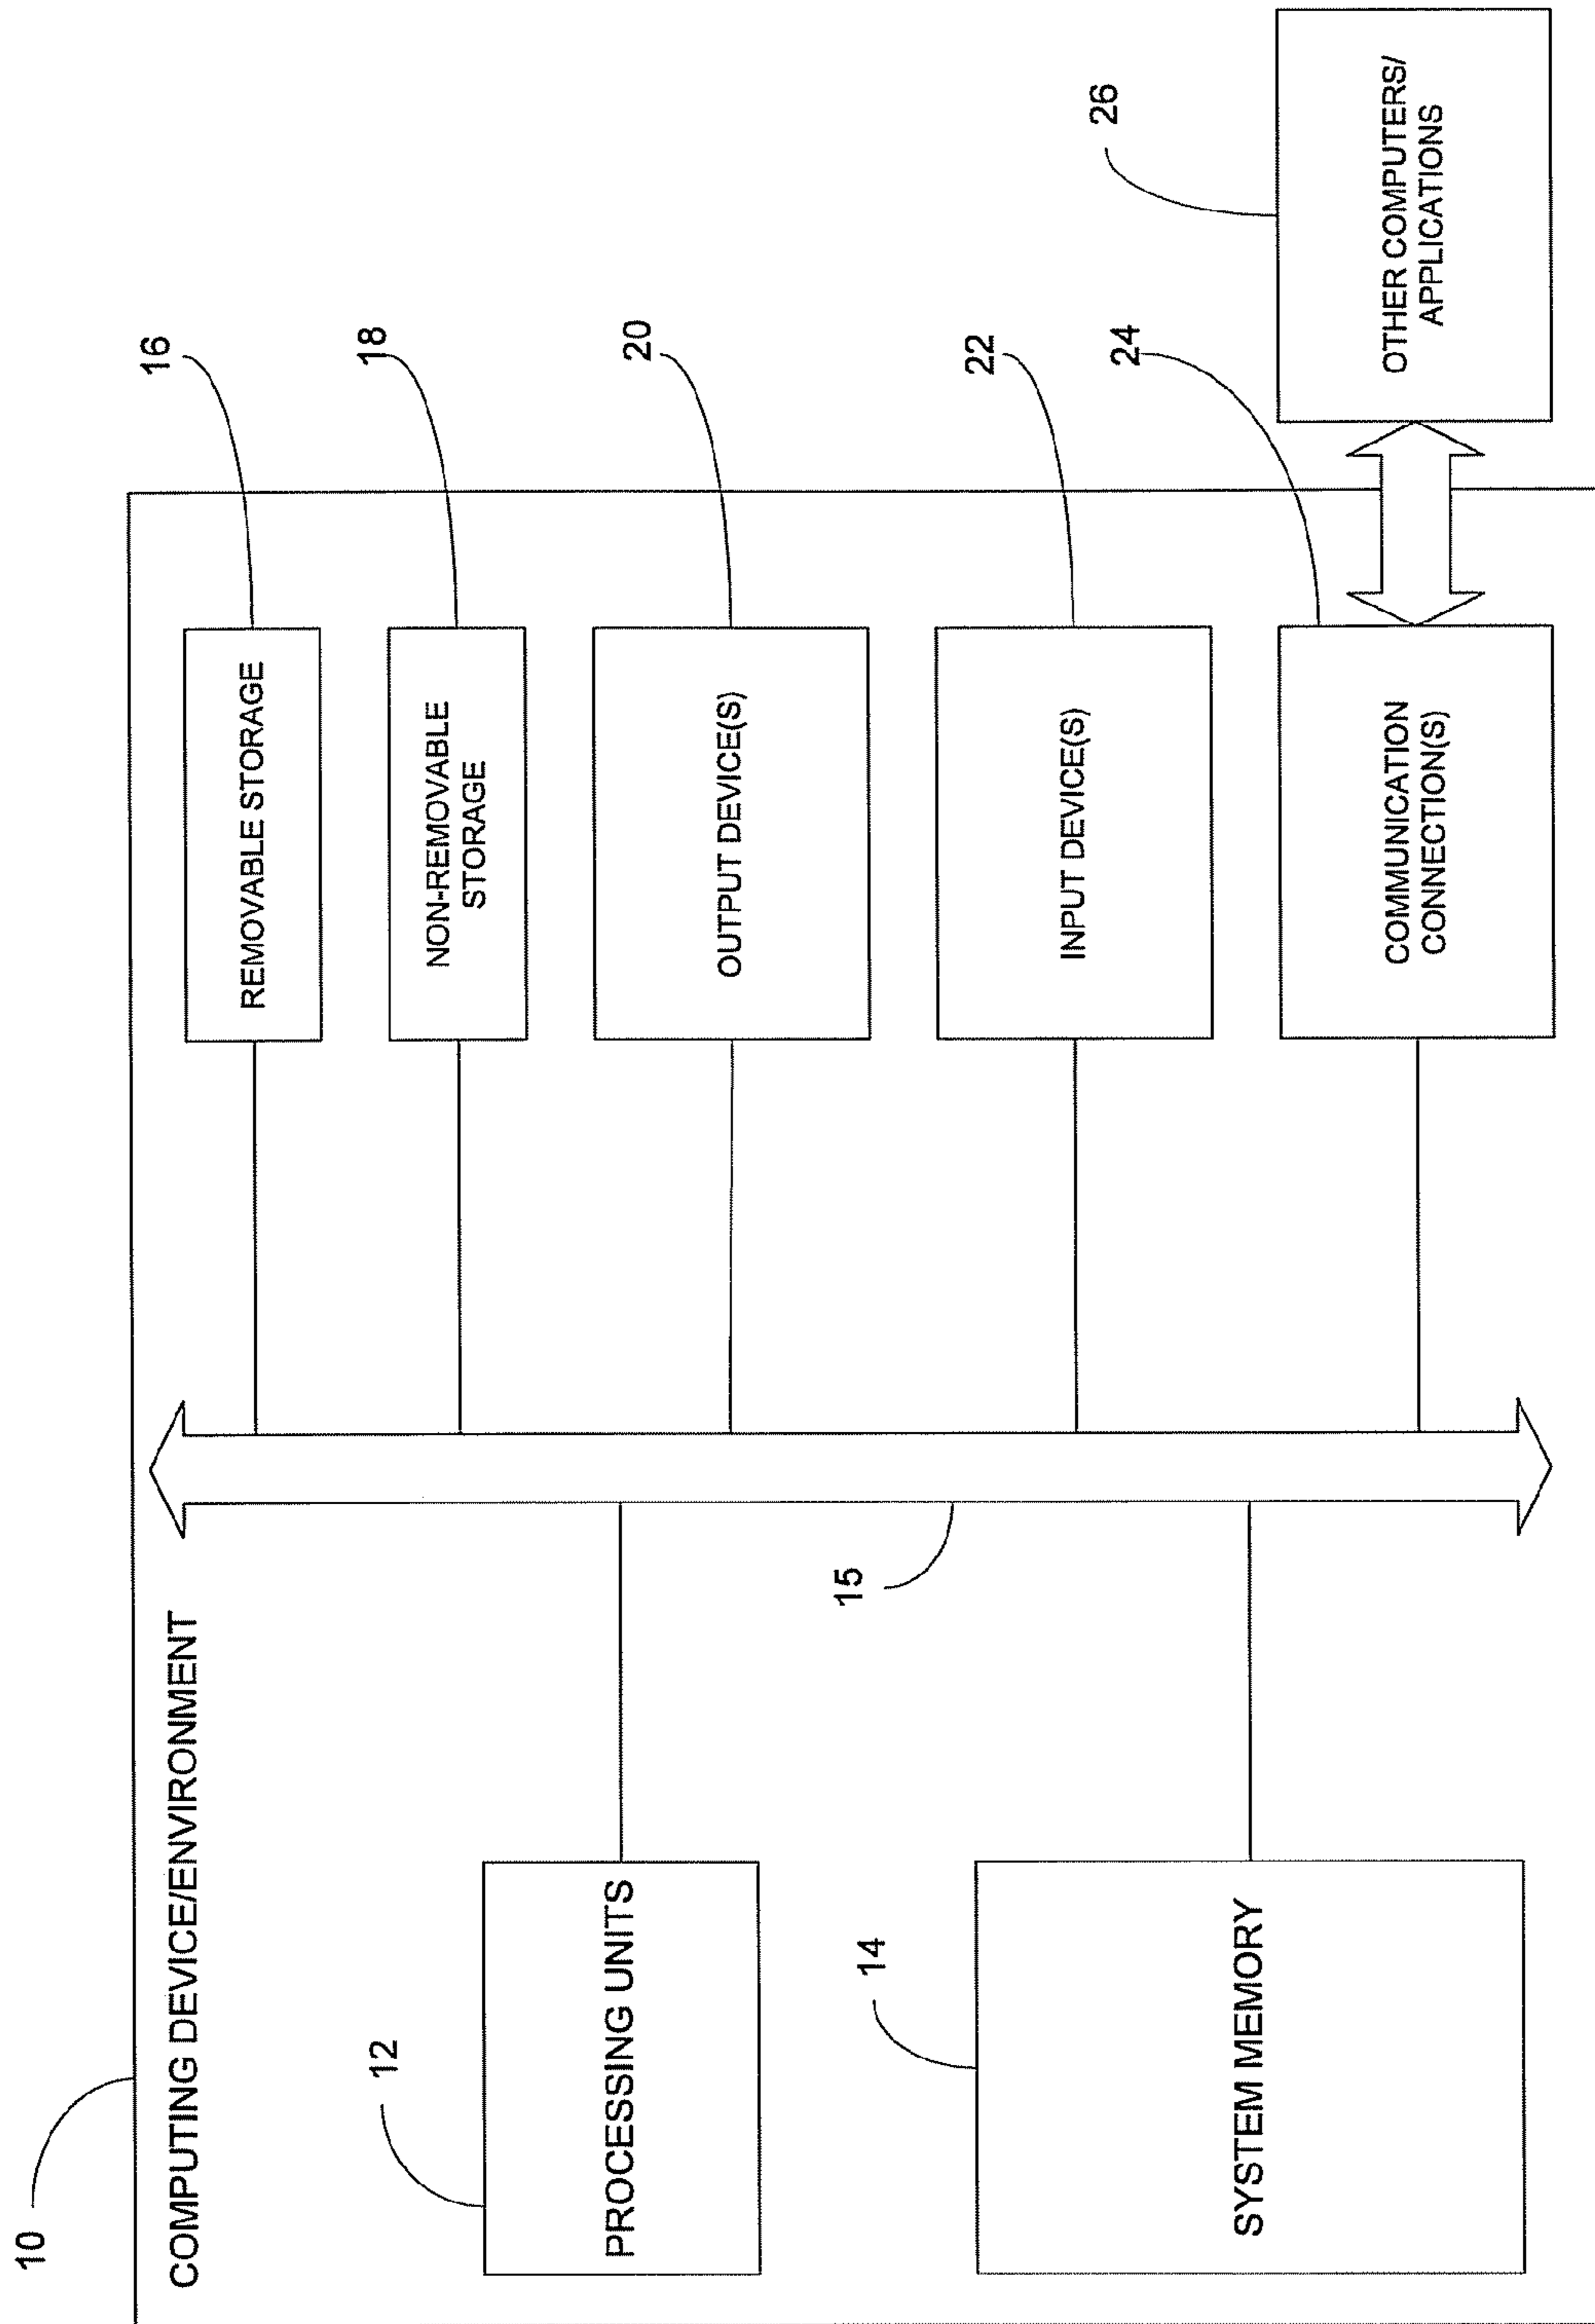 10
COMPUTING DEVICE/ENVIRONMENT
12
PROCESSING UNITS
14
SYSTEM MEMORY
15
16
REMOVABLE STORAGE
18
NON-REMOVABLE
STORAGE
20
OUTPUT DEVICE(S)
22
INPUT DEVICE(S)
24
COMMUNICATION
CONNECTION(S)
26
OTHER COMPUTERS/
APPLICATIONS